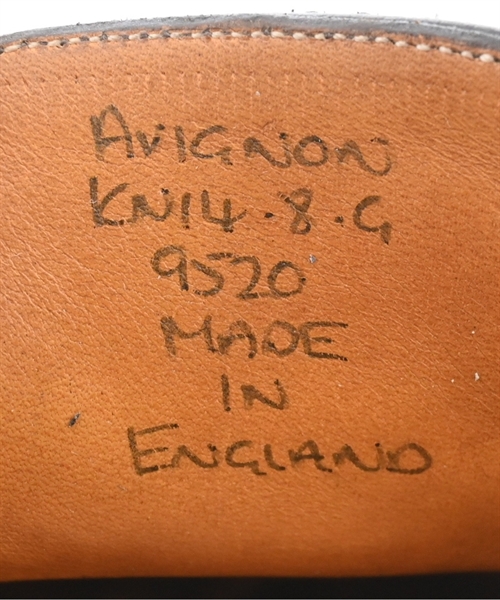 AVIGNON
KN14.8.G
9520
MADE
IN
ENGLAND